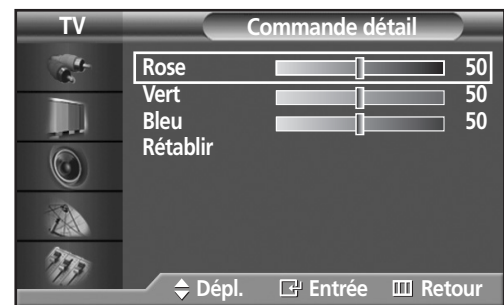 TV Commande détail
Rose 50
Vert 50
Bleu 50
Rétablir
Dépl. Entrée Retour